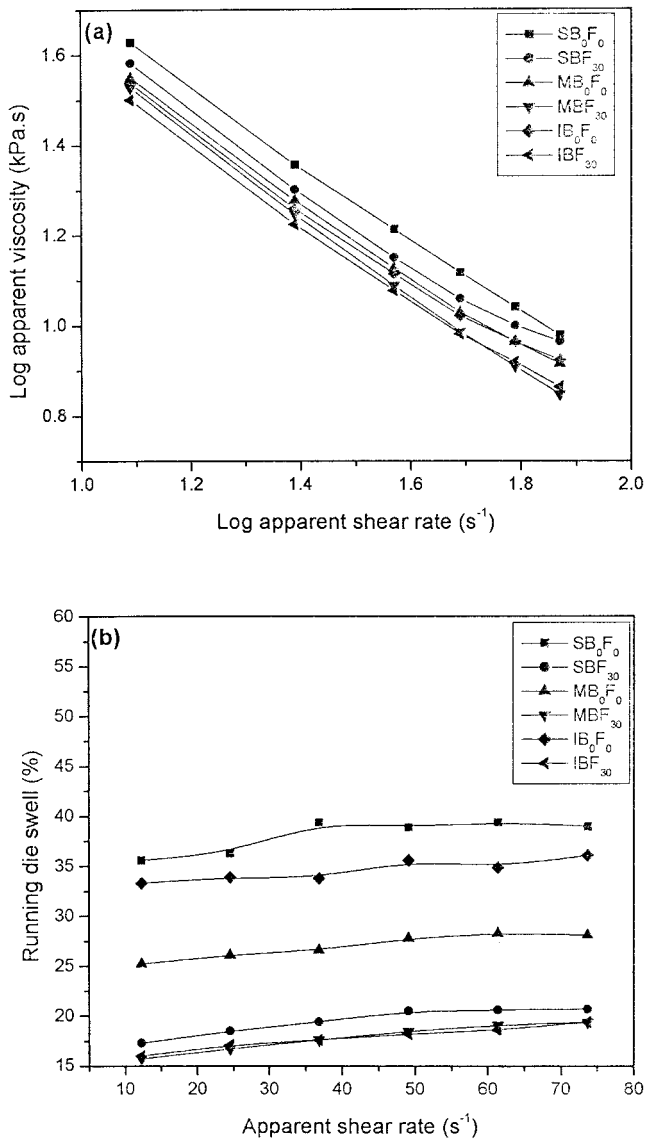 (a)
SB₀F₀
SBF₃₀
MB₀F₀
MBF₃₀
IB₀F₀
IBF₃₀
1.6
1.4
1.2
1.0
0.8
Log apparent viscosity (kPa.s)
1.0 1.2 1.4 1.6 1.8 2.0
Log apparent shear rate (s⁻¹)
(b)
SB₀F₀
SBF₃₀
MB₀F₀
MBF₃₀
IB₀F₀
IBF₃₀
60
55
50
45
40
35
30
25
20
15
Running die swell (%)
10 20 30 40 50 60 70 80
Apparent shear rate (s⁻¹)